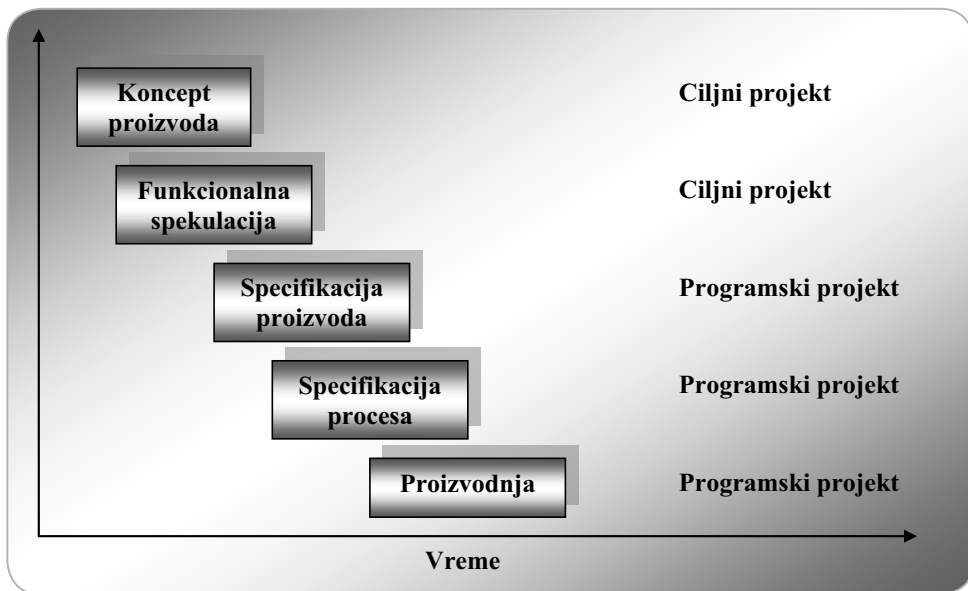 Koncept
proizvoda
Ciljni projekt
Funkcionalna
spekulacija
Ciljni projekt
Specifikacija
proizvoda
Programski projekt
Specifikacija
procesa
Programski projekt
Proizvodnja
Programski projekt
Vreme